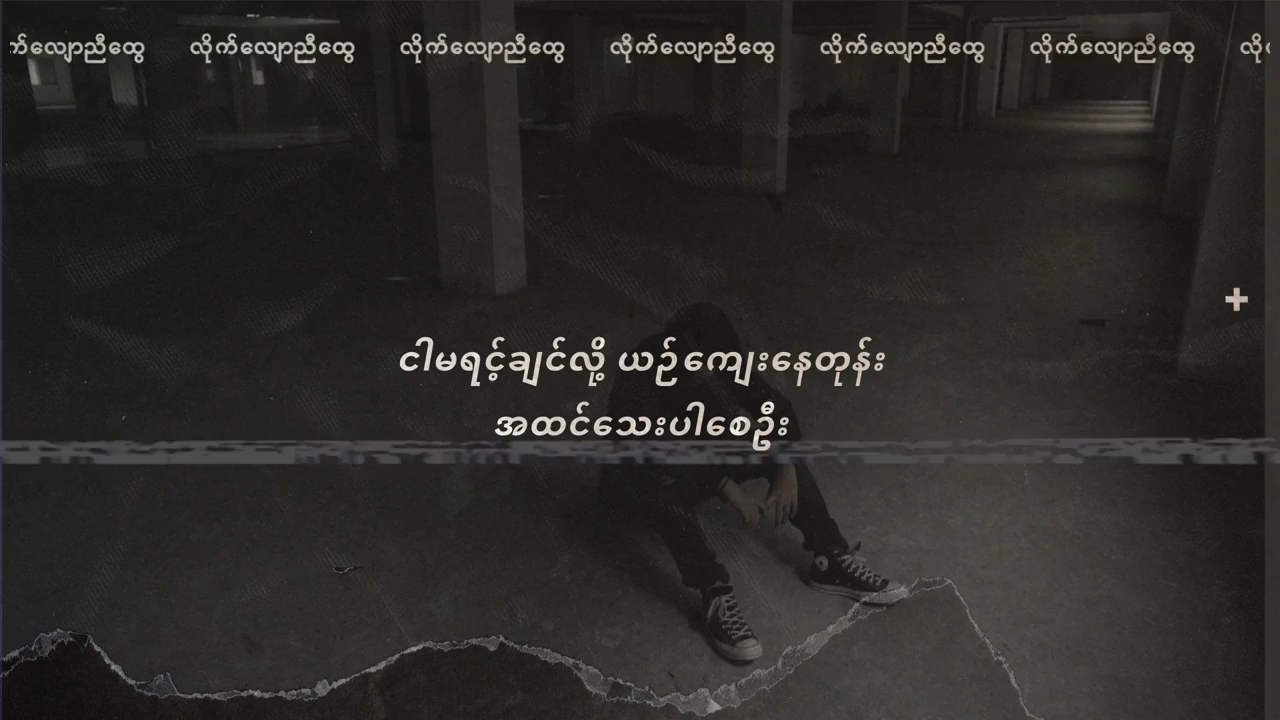 လိုက်လျောညီထွေ လိုက်လျောညီထွေ လိုက်လျောညီထွေ လိုက်လျောညီထွေ လိုက်လျောညီထွေ
ငါမရင့်ချင်လို့ ယဉ်ကျေးနေတုန်း
အထင်သေးပါစေဦး